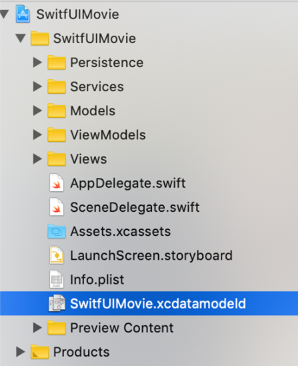 SwitfUIMovie
SwitfUIMovie
Persistence
Services
Models
ViewModels
Views
AppDelegate.swift
SceneDelegate.swift
Assets.xcassets
LaunchScreen.storyboard
Info.plist
SwitfUIMovie.xcdatamodeld
Preview Content
Products